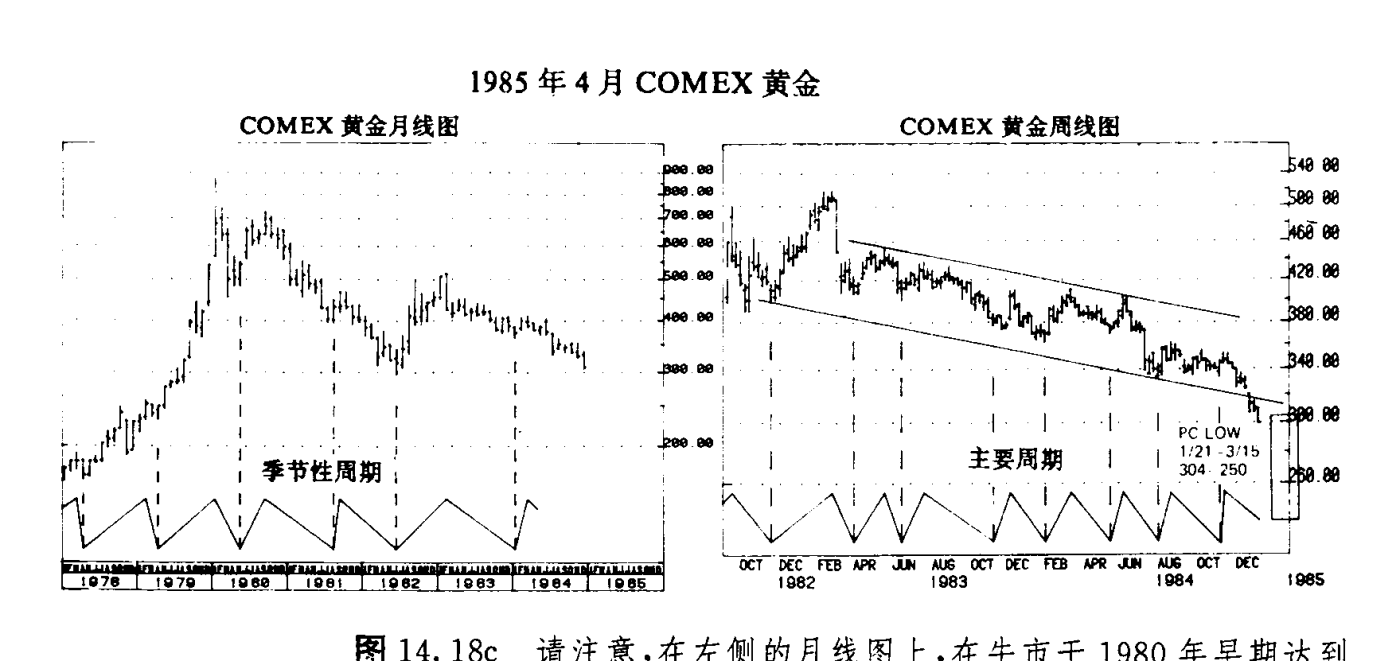 1985 年 4 月 COMEX 黄金
COMEX 黄金月线图
COMEX 黄金周线图
900.00
800.00
700.00
600.00
500.00
400.00
300.00
200.00
季节性周期
1978 1979 1980 1981 1982 1983 1984 1985
540.00
500.00
460.00
420.00
380.00
340.00
300.00
260.00
PC LOW
1/21 - 3/15
304 - 250
主要周期
OCT DEC FEB APR JUN AUG OCT DEC FEB APR JUN AUG OCT DEC
1982 1983 1984 1985
图 14.18c 请注意,在左侧的月线图上,在牛市于 1980 年早期达到